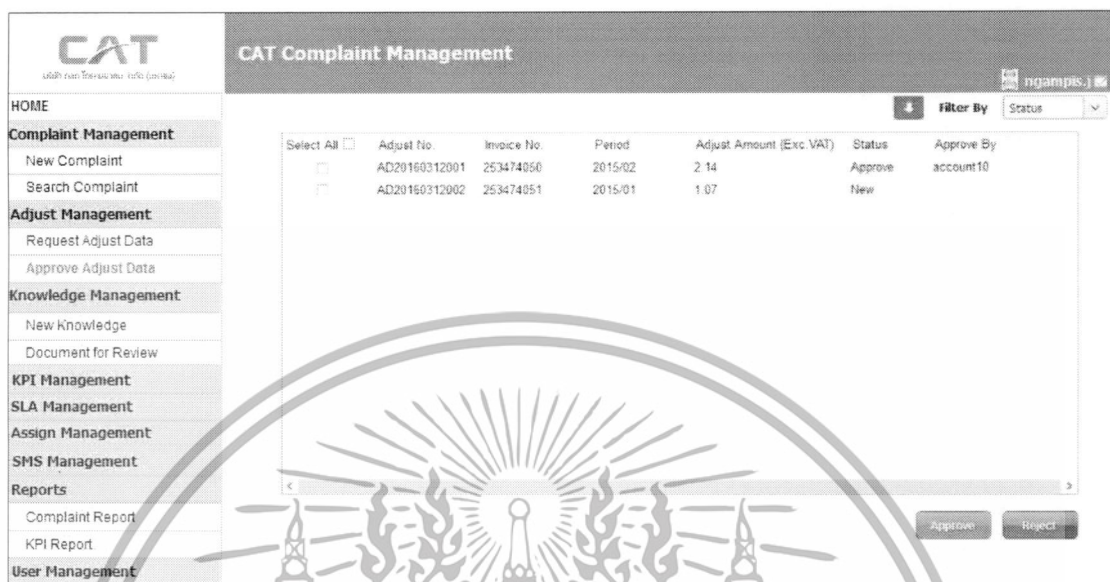 CAT
CAT Complaint Management
ngampis.j
HOME
Filter By Status
Complaint Management
New Complaint
Search Complaint
Adjust Management
Request Adjust Data
Approve Adjust Data
Knowledge Management
New Knowledge
Document for Review
KPI Management
SLA Management
Assign Management
SMS Management
Reports
Complaint Report
KPI Report
User Management
Select All Adjust No. Invoice No. Period Adjust Amount (Exc.VAT) Status Approve By
AD20160312001 253474050 2015/02 2.14 Approve account10
AD20160312002 253474051 2015/01 1.07 New
Approve Reject